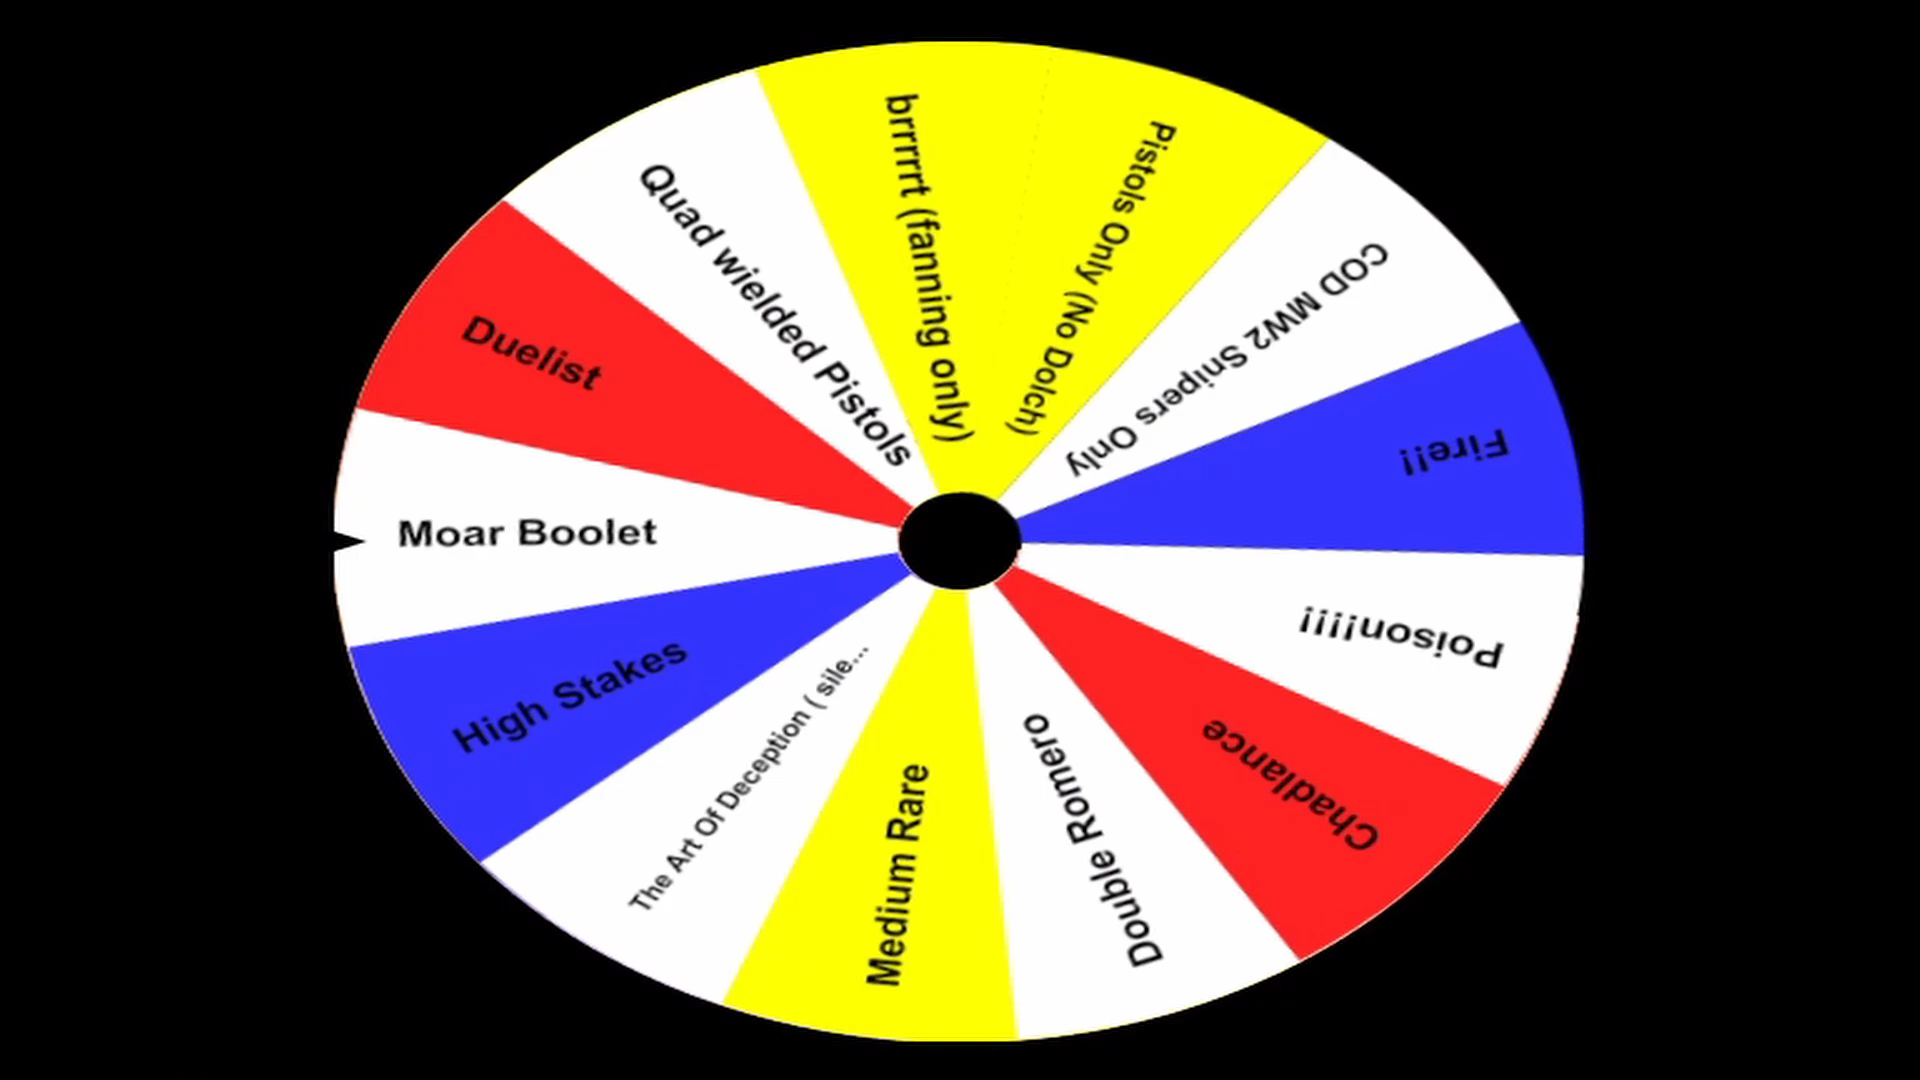 brrrrrt (fanning only)
Pistols Only (No Dolch)
COD MW2 Snipers Only
Fire!!
Poison!!!!
Chadlance
Double Romero
Medium Rare
The Art Of Deception ( sile...
High Stakes
Moar Boolet
Duelist
Quad wielded Pistols